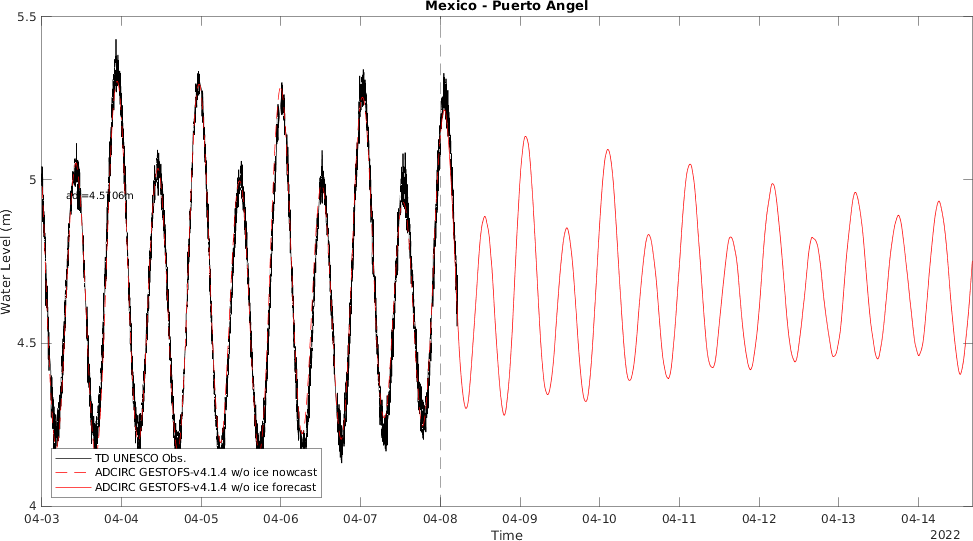 Mexico - Puerto Angel
5.5
5
4.5
4
Water Level (m)
=4.5706m
TD UNESCO Obs.
ADCIRC GESTOFS-v4.1.4 w/o ice nowcast
ADCIRC GESTOFS-v4.1.4 w/o ice forecast
04-03 04-04 04-05 04-06 04-07 04-08 04-09 04-10 04-11 04-12 04-13 04-14
Time
2022